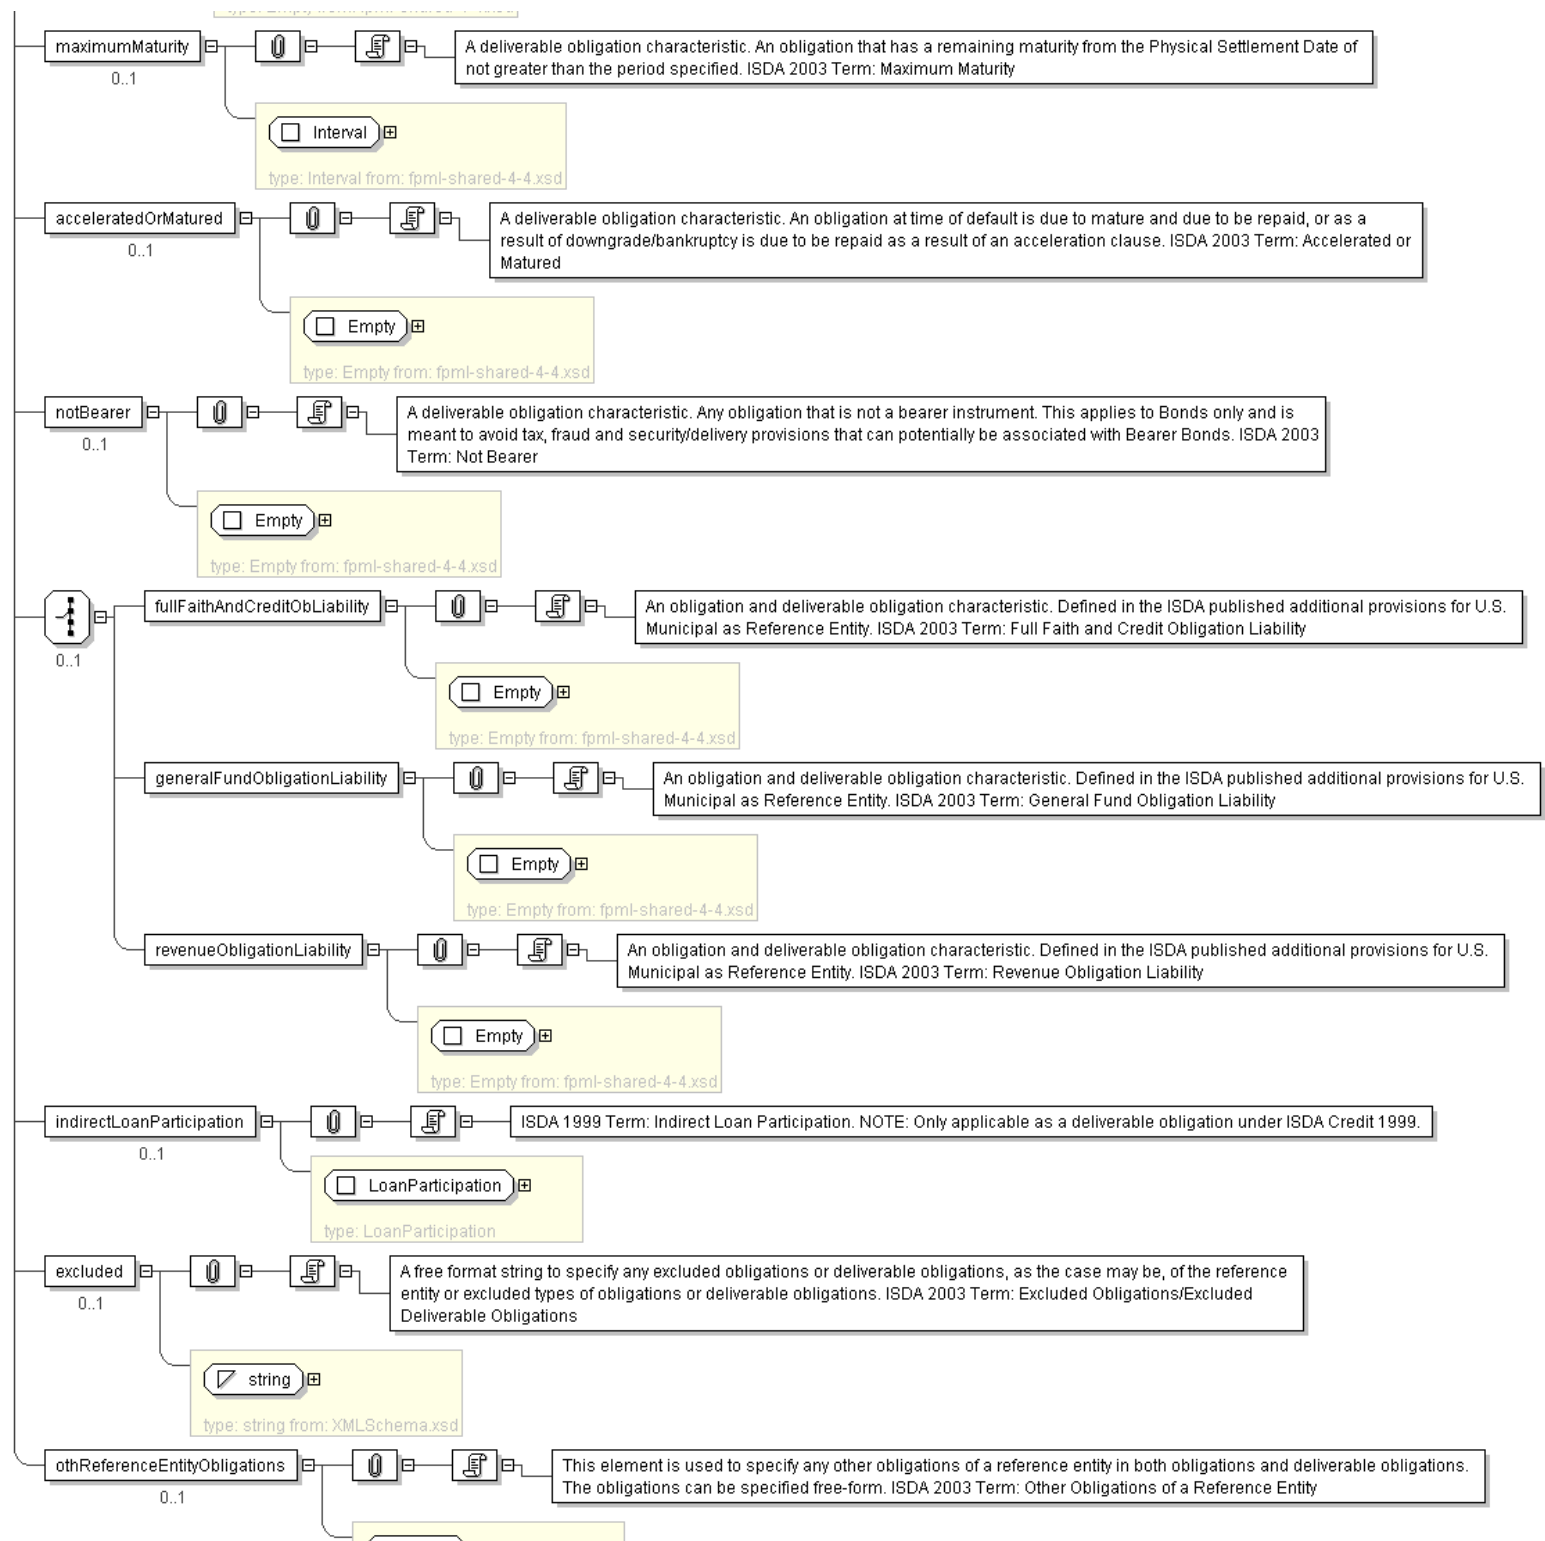 maximumMaturity
A deliverable obligation characteristic. An obligation that has a remaining maturity from the Physical Settlement Date of
not greater than the period specified. ISDA 2003 Term: Maximum Maturity
0..1
Interval
type: Interval from: fpml-shared-4-4.xsd
acceleratedOrMatured
A deliverable obligation characteristic. An obligation at time of default is due to mature and due to be repaid, or as a
result of downgrade/bankruptcy is due to be repaid as a result of an acceleration clause. ISDA 2003 Term: Accelerated or
Matured
0..1
Empty
type: Empty from: fpml-shared-4-4.xsd
notBearer
A deliverable obligation characteristic. Any obligation that is not a bearer instrument. This applies to Bonds only and is
meant to avoid tax, fraud and security/delivery provisions that can potentially be associated with Bearer Bonds. ISDA 2003
Term: Not Bearer
0..1
Empty
type: Empty from: fpml-shared-4-4.xsd
0..1
fullFaithAndCreditObLiability
An obligation and deliverable obligation characteristic. Defined in the ISDA published additional provisions for U.S.
Municipal as Reference Entity. ISDA 2003 Term: Full Faith and Credit Obligation Liability
Empty
type: Empty from: fpml-shared-4-4.xsd
generalFundObligationLiability
An obligation and deliverable obligation characteristic. Defined in the ISDA published additional provisions for U.S.
Municipal as Reference Entity. ISDA 2003 Term: General Fund Obligation Liability
Empty
type: Empty from: fpml-shared-4-4.xsd
revenueObligationLiability
An obligation and deliverable obligation characteristic. Defined in the ISDA published additional provisions for U.S.
Municipal as Reference Entity. ISDA 2003 Term: Revenue Obligation Liability
Empty
type: Empty from: fpml-shared-4-4.xsd
indirectLoanParticipation
ISDA 1999 Term: Indirect Loan Participation. NOTE: Only applicable as a deliverable obligation under ISDA Credit 1999.
0..1
LoanParticipation
type: LoanParticipation
excluded
A free format string to specify any excluded obligations or deliverable obligations, as the case may be, of the reference
entity or excluded types of obligations or deliverable obligations. ISDA 2003 Term: Excluded Obligations/Excluded
Deliverable Obligations
0..1
string
type: string from: XMLSchema.xsd
othReferenceEntityObligations
This element is used to specify any other obligations of a reference entity in both obligations and deliverable obligations.
The obligations can be specified free-form. ISDA 2003 Term: Other Obligations of a Reference Entity
0..1